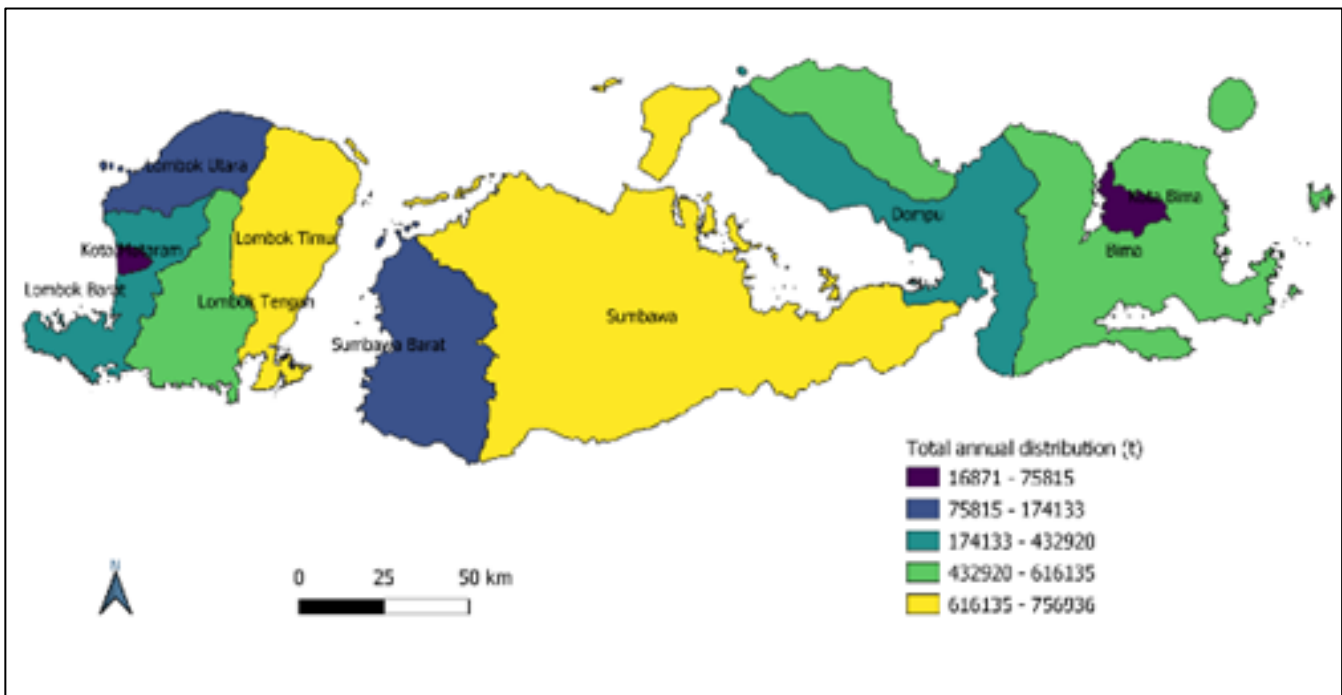 Lombok Utara
Kota Mataram
Lombok Timu
Lombok Barat
Lombok Tengah
Sumbawa Barat
Sumbawa
Dompu
Kota Bima
Bima
Total annual distribution (t)
16871 - 75815
75815 - 174133
174133 - 432920
432920 - 616135
616135 - 756936
N
0 25 50 km